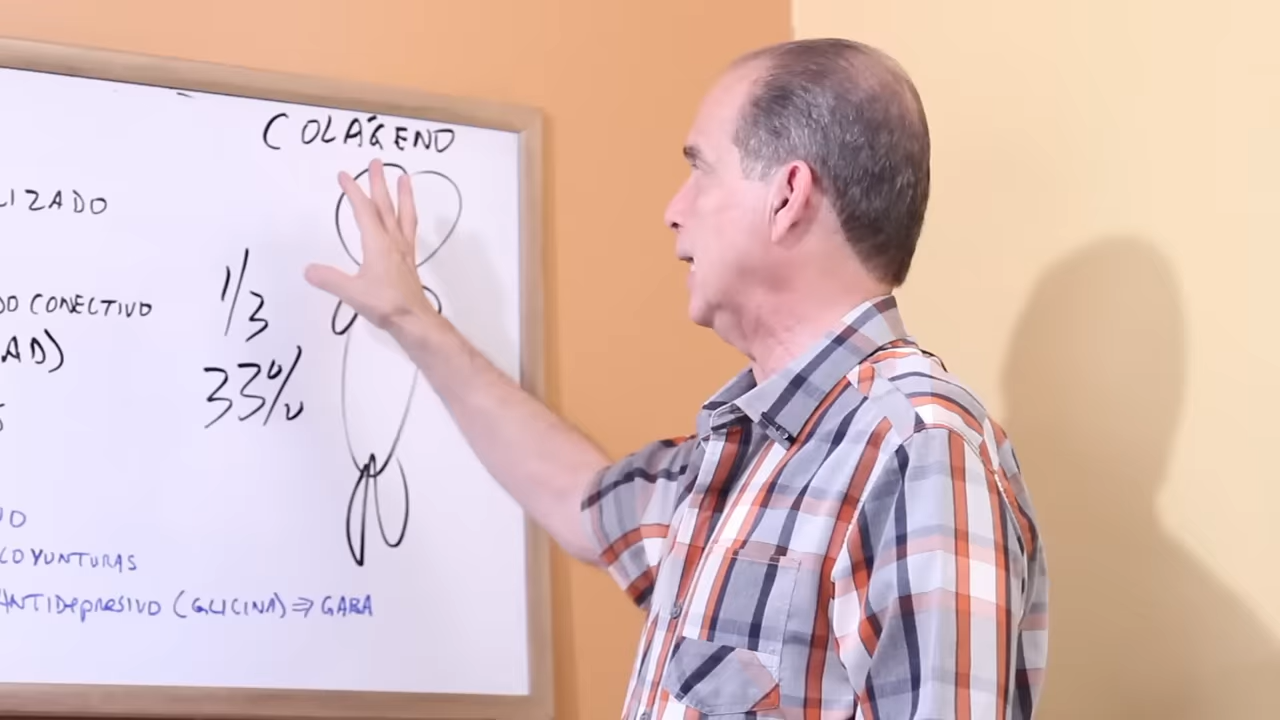 COLÁGENO
LIZADO
1/3
DO CONECTIVO
AD)
33%
COYUNTURAS
ANTIDEPRESIVO (GLICINA) ⇒ GABA